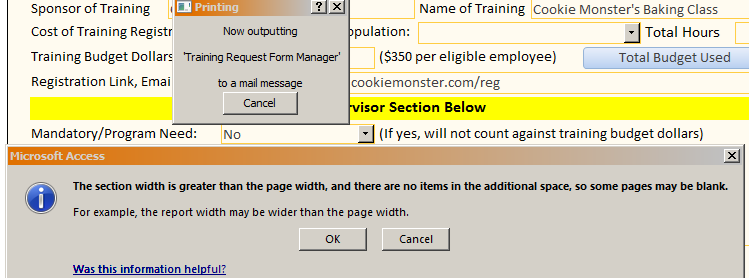 Sponsor of Training
Printing
Name of Training Cookie Monster's Baking Class
Now outputting
Cost of Training Registr
opulation:
Total Hours
Training Budget Dollars
'Training Request Form Manager'
($350 per eligible employee)
Total Budget Used
Registration Link, Emai
to a mail message
cookiemonster.com/reg
Cancel
rvisor Section Below
Mandatory/Program Need: No (If yes, will not count against training budget dollars)
Microsoft Access
The section width is greater than the page width, and there are no items in the additional space, so some pages may be blank.
For example, the report width may be wider than the page width.
OK
Cancel
Was this information helpful?